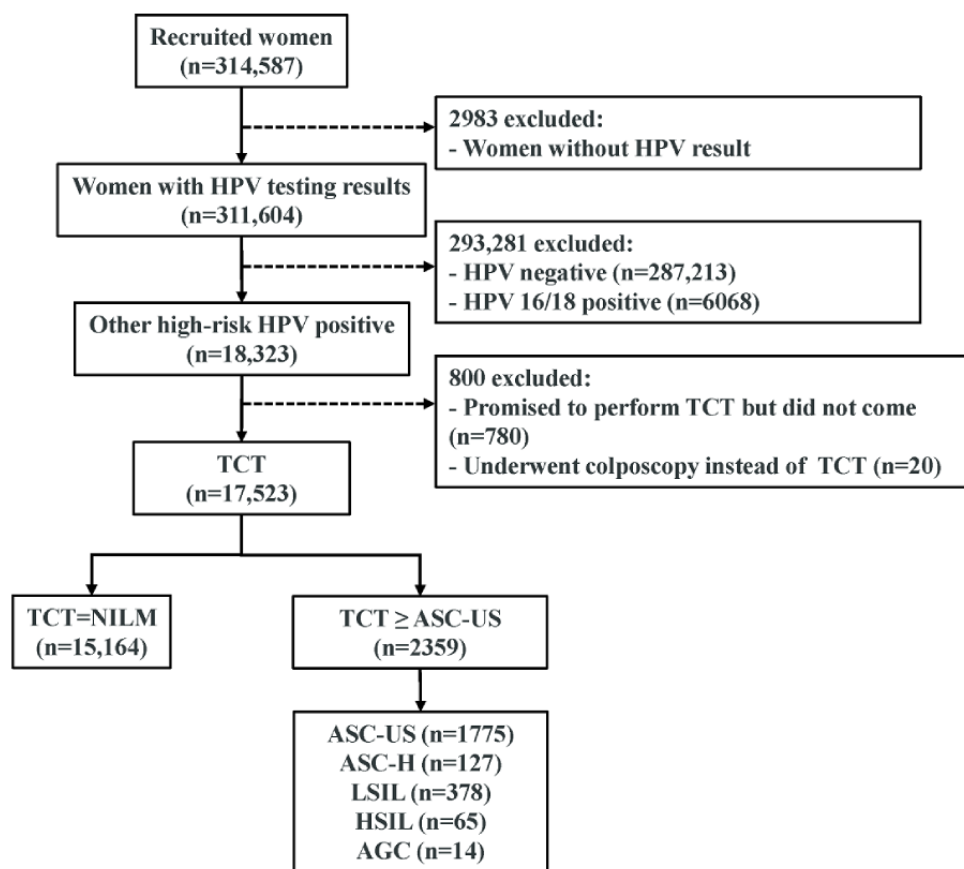 Recruited women
(n=314,587)
2983 excluded:
- Women without HPV result
Women with HPV testing results
(n=311,604)
293,281 excluded:
- HPV negative (n=287,213)
- HPV 16/18 positive (n=6068)
Other high-risk HPV positive
(n=18,323)
800 excluded:
- Promised to perform TCT but did not come
(n=780)
- Underwent colposcopy instead of TCT (n=20)
TCT
(n=17,523)
TCT=NILM
(n=15,164)
TCT ≥ ASC-US
(n=2359)
ASC-US (n=1775)
ASC-H (n=127)
LSIL (n=378)
HSIL (n=65)
AGC (n=14)